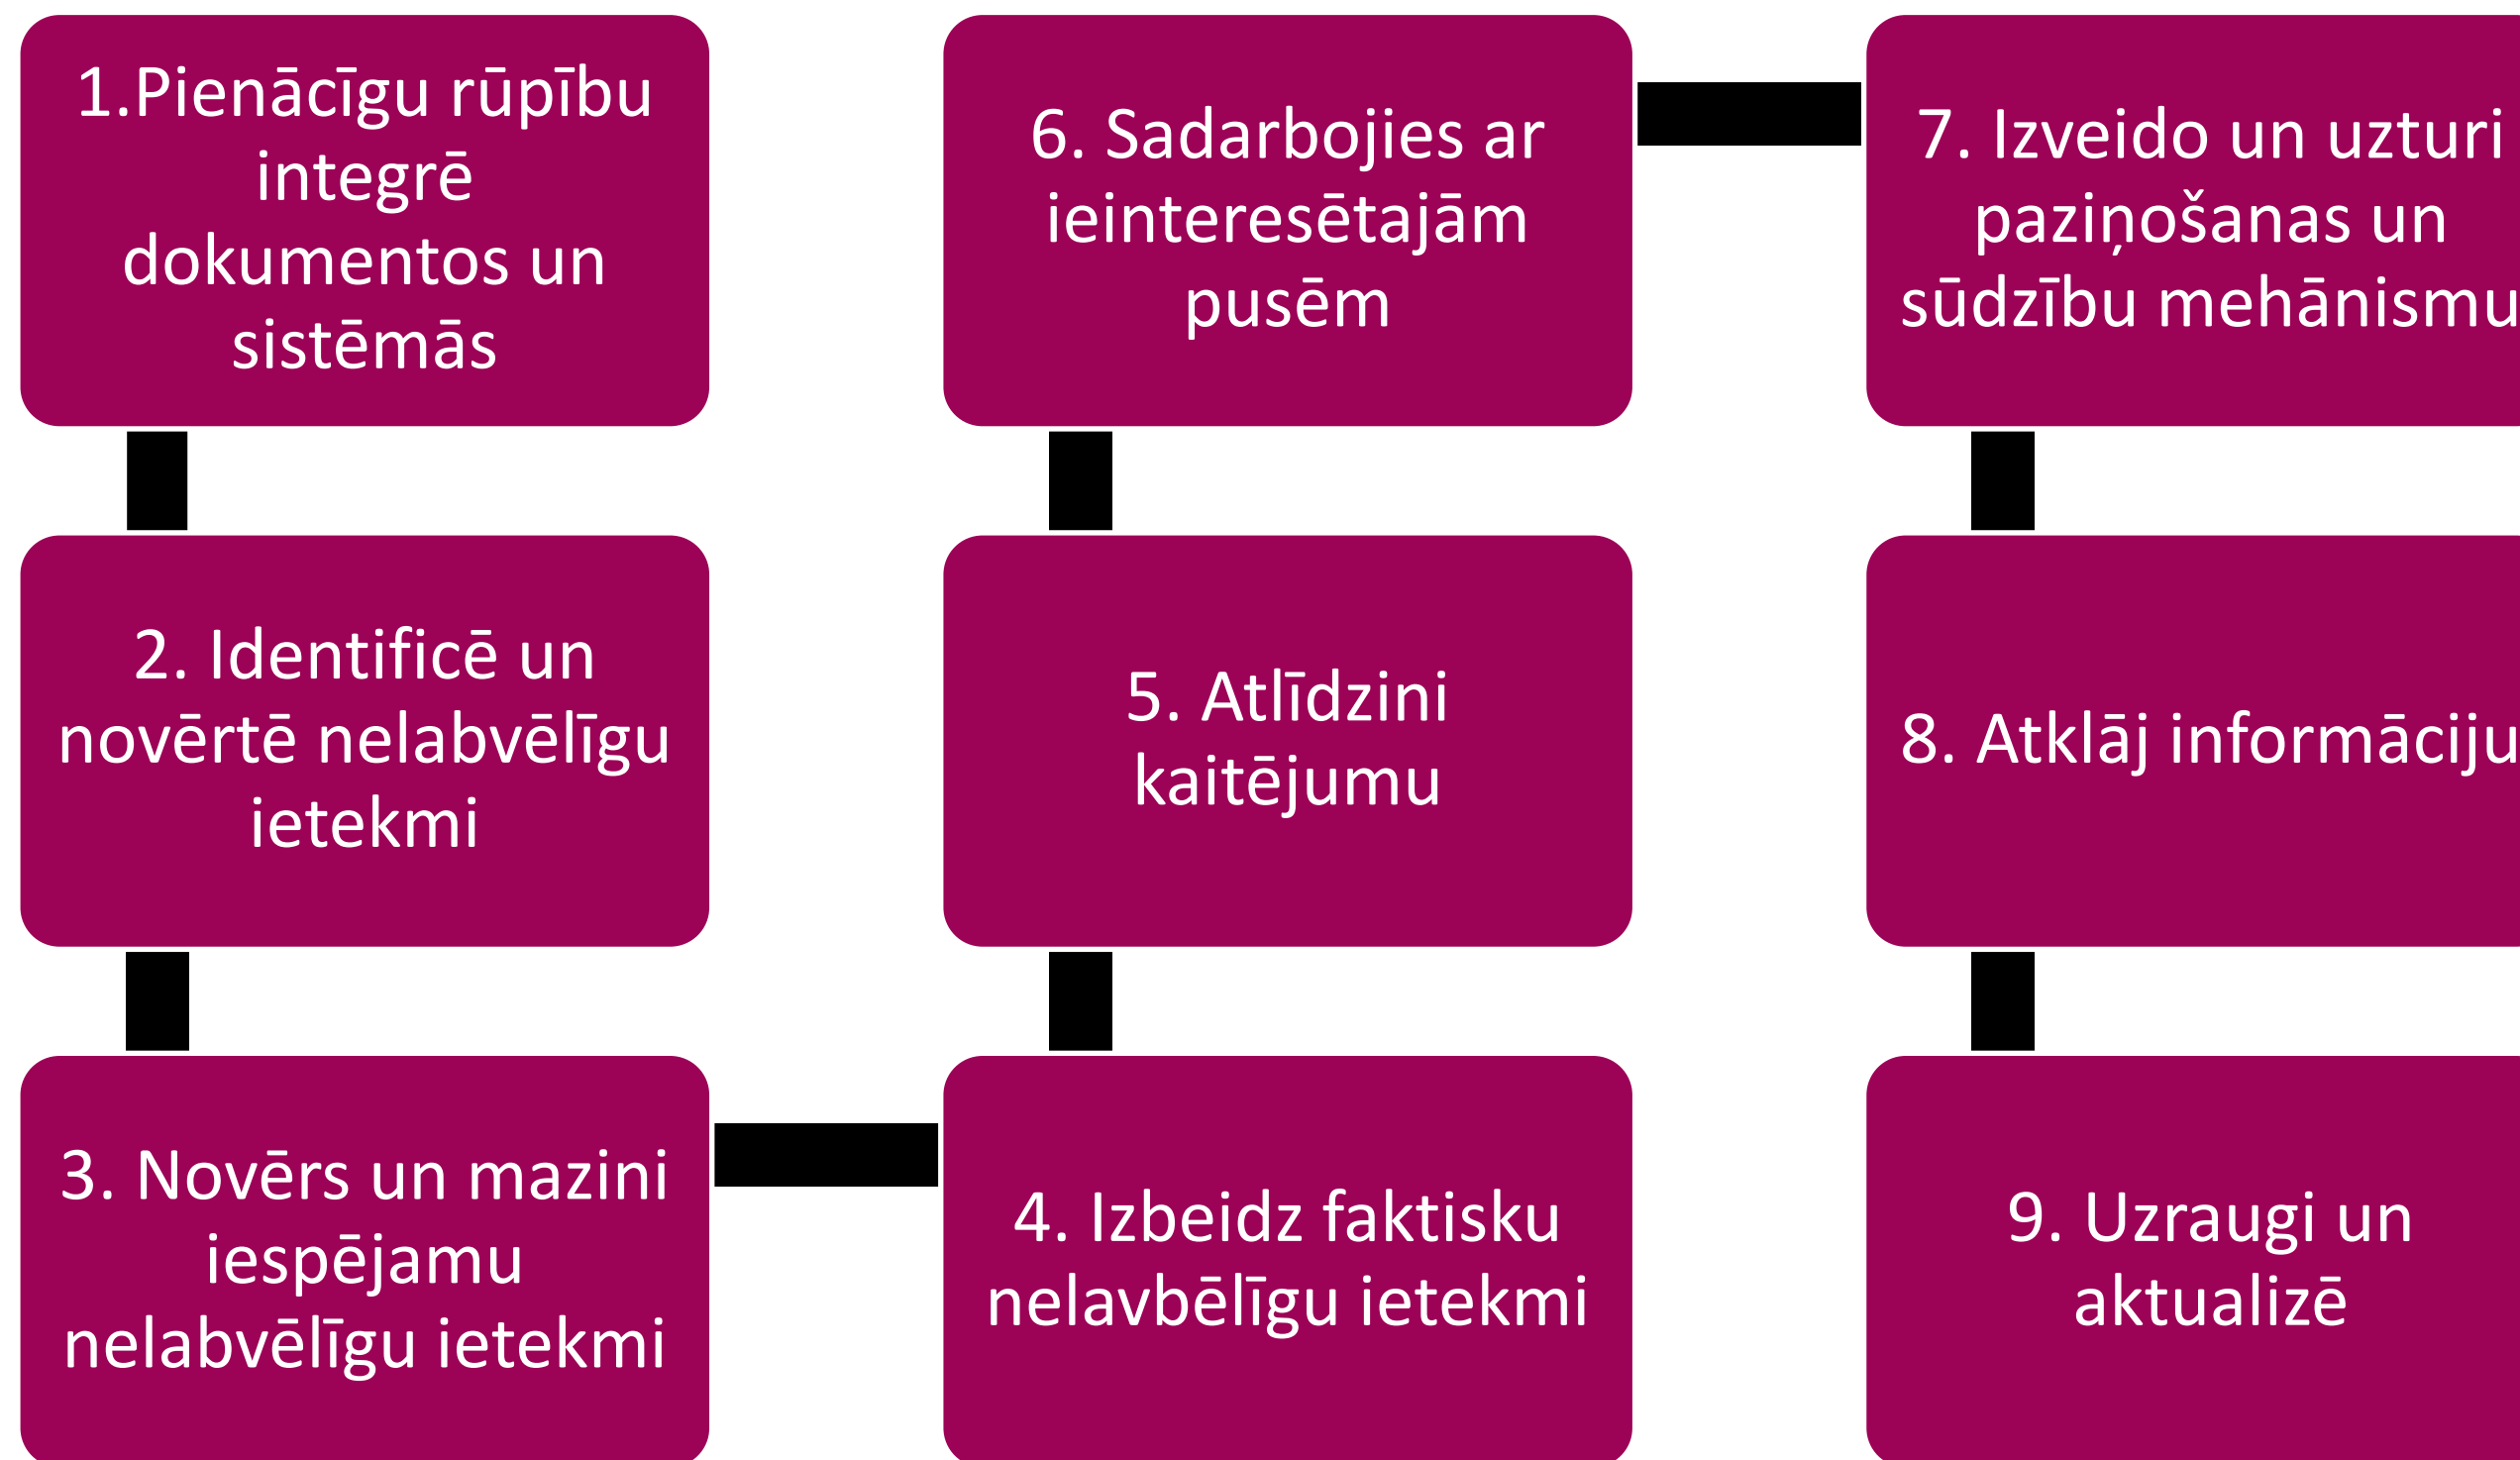 1.Pienācīgu rūpību
integrē
dokumentos un
sistēmās
2. Identificē un
novērtē nelabvēlīgu
ietekmi
3. Novērs un mazini
iespējamu
nelabvēlīgu ietekmi
4. Izbeidz faktisku
nelavbēlīgu ietekmi
5. Atlīdzini
kaitējumu
6. Sadarbojies ar
ieinteresētajām
pusēm
7. Izveido un uzturi
paziņošanas un
sūdzību mehānismu
8. Atklāj informāciju
9. Uzraugi un
aktualizē